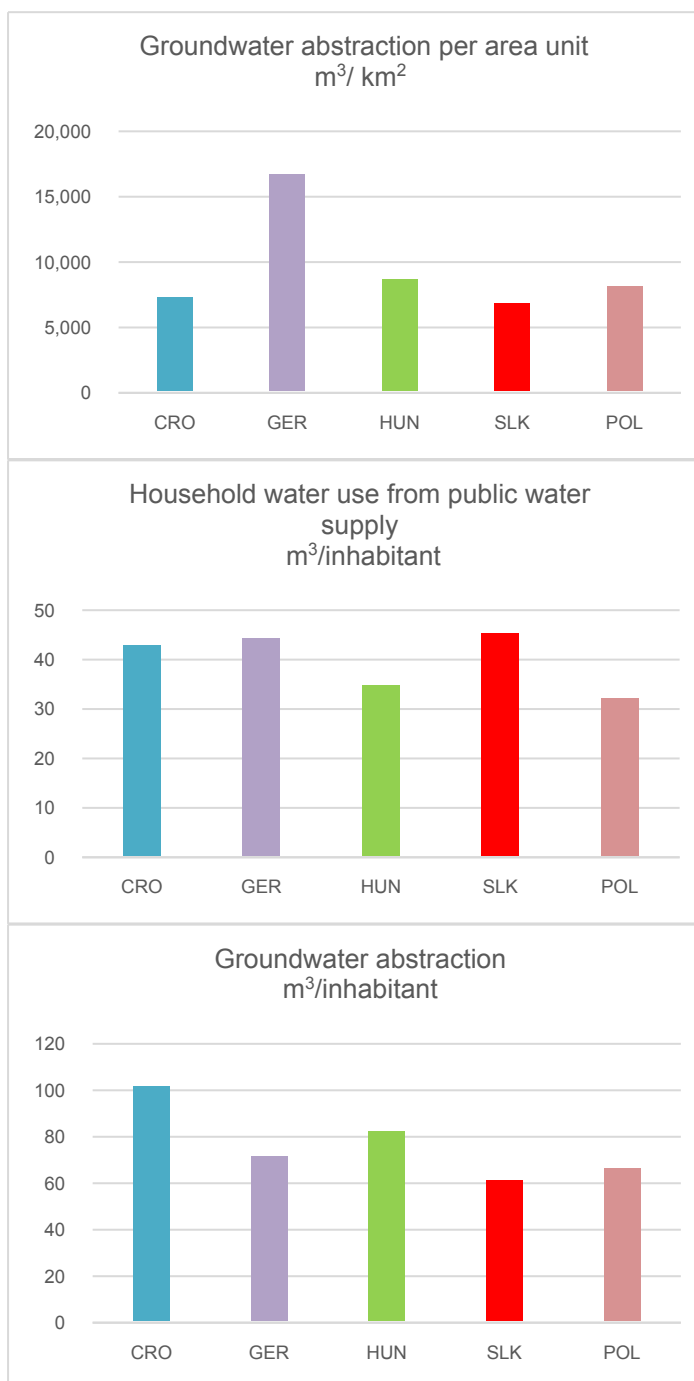 Groundwater abstraction per area unit
m³/ km²
20,000
15,000
10,000
5,000
0
CRO GER HUN SLK POL
Household water use from public water
supply
m³/inhabitant
50
40
30
20
10
0
CRO GER HUN SLK POL
Groundwater abstraction
m³/inhabitant
120
100
80
60
40
20
0
CRO GER HUN SLK POL